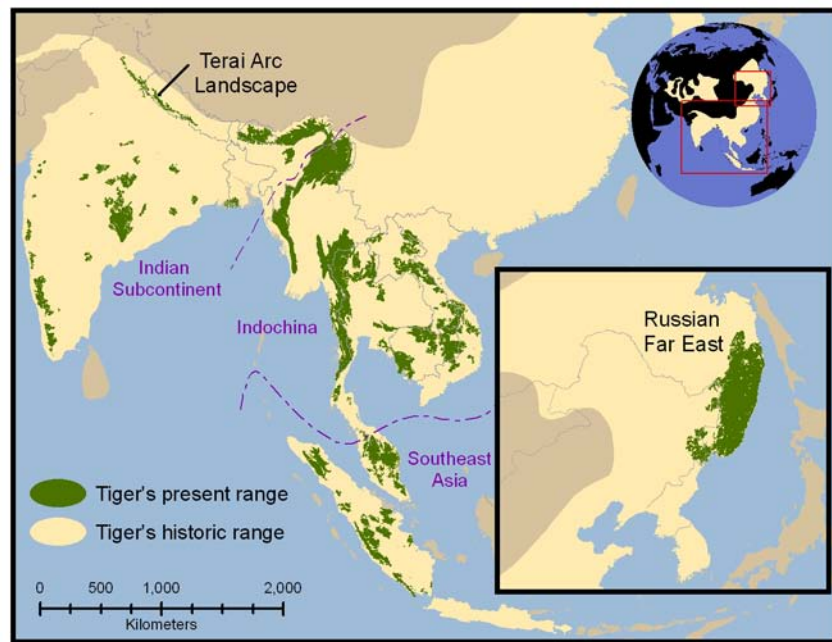 Terai Arc
Landscape
Indian
Subcontinent
Indochina
Russian
Far East
Southeast
Asia
Tiger's present range
Tiger's historic range
0 500 1,000 2,000
Kilometers